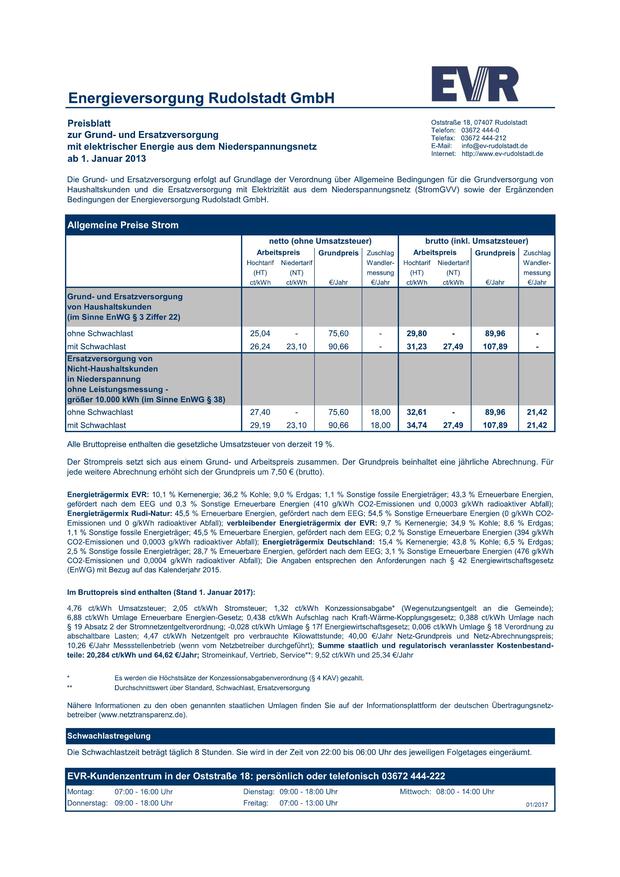 EVR
Energieversorgung Rudolstadt GmbH
Preisblatt
zur Grund- und Ersatzversorgung
mit elektrischer Energie aus dem Niederspannungsnetz
ab 1. Januar 2013
Oststraße 18, 07407 Rudolstadt
Telefon: 03672 444-0
Telefax: 03672 444-212
E-Mail: info@ev-rudolstadt.de
Internet: http://www.ev-rudolstadt.de
Die Grund- und Ersatzversorgung erfolgt auf Grundlage der Verordnung über Allgemeine Bedingungen für die Grundversorgung von
Haushaltskunden und die Ersatzversorgung mit Elektrizität aus dem Niederspannungsnetz (StromGVV) sowie der Ergänzenden
Bedingungen der Energieversorgung Rudolstadt GmbH.
Allgemeine Preise Strom
netto (ohne Umsatzsteuer) brutto (inkl. Umsatzsteuer)
Arbeitspreis Grundpreis Zuschlag Arbeitspreis Grundpreis Zuschlag
Hochtarif Niedertarif Wandler- Hochtarif Niedertarif Wandler-
(HT) (NT) messung (HT) (NT) messung
ct/kWh ct/kWh €/Jahr €/Jahr ct/kWh ct/kWh €/Jahr €/Jahr
Grund- und Ersatzversorgung
von Haushaltskunden
(im Sinne EnWG § 3 Ziffer 22)
ohne Schwachlast 25,04 - 75,60 - 29,80 - 89,96 -
mit Schwachlast 26,24 23,10 90,66 - 31,23 27,49 107,89 -
Ersatzversorgung von
Nicht-Haushaltskunden
in Niederspannung
ohne Leistungsmessung -
größer 10.000 kWh (im Sinne EnWG § 38)
ohne Schwachlast 27,40 - 75,60 18,00 32,61 - 89,96 21,42
mit Schwachlast 29,19 23,10 90,66 18,00 34,74 27,49 107,89 21,42
Alle Bruttopreise enthalten die gesetzliche Umsatzsteuer von derzeit 19 %.
Der Strompreis setzt sich aus einem Grund- und Arbeitspreis zusammen. Der Grundpreis beinhaltet eine jährliche Abrechnung. Für
jede weitere Abrechnung erhöht sich der Grundpreis um 7,50 € (brutto).
Energieträgermix EVR: 10,1 % Kernenergie; 36,2 % Kohle; 9,0 % Erdgas; 1,1 % Sonstige fossile Energieträger; 43,3 % Erneuerbare Energien,
gefördert nach dem EEG und 0,3 % Sonstige Erneuerbare Energien (410 g/kWh CO2-Emissionen und 0,0003 g/kWh radioaktiver Abfall);
Energieträgermix Rudi-Natur: 45,5 % Erneuerbare Energien, gefördert nach dem EEG; 54,5 % Sonstige Erneuerbare Energien (0 g/kWh CO2-
Emissionen und 0 g/kWh radioaktiver Abfall); verbleibender Energieträgermix der EVR: 9,7 % Kernenergie; 34,9 % Kohle; 8,6 % Erdgas;
1,1 % Sonstige fossile Energieträger; 45,5 % Erneuerbare Energien, gefördert nach dem EEG; 0,2 % Sonstige Erneuerbare Energien (394 g/kWh
CO2-Emissionen und 0,0003 g/kWh radioaktiver Abfall); Energieträgermix Deutschland: 15,4 % Kernenergie; 43,8 % Kohle; 6,5 % Erdgas;
2,5 % Sonstige fossile Energieträger; 28,7 % Erneuerbare Energien, gefördert nach dem EEG; 3,1 % Sonstige Erneuerbare Energien (476 g/kWh
CO2-Emissionen und 0,0004 g/kWh radioaktiver Abfall); Die Angaben entsprechen den Anforderungen nach § 42 Energiewirtschaftsgesetz
(EnWG) mit Bezug auf das Kalenderjahr 2015.
Im Bruttopreis sind enthalten (Stand 1. Januar 2017):
4,76 ct/kWh Umsatzsteuer; 2,05 ct/kWh Stromsteuer; 1,32 ct/kWh Konzessionsabgabe* (Wegenutzungsentgelt an die Gemeinde);
6,88 ct/kWh Umlage Erneuerbare Energien-Gesetz; 0,438 ct/kWh Aufschlag nach Kraft-Wärme-Kopplungsgesetz; 0,388 ct/kWh Umlage nach
§ 19 Absatz 2 der Stromnetzentgeltverordnung; -0,028 ct/kWh Umlage § 17f Energiewirtschaftsgesetz; 0,006 ct/kWh Umlage § 18 Verordnung zu
abschaltbare Lasten; 4,47 ct/kWh Netzentgelt pro verbrauchte Kilowattstunde; 40,00 €/Jahr Netz-Grundpreis und Netz-Abrechnungspreis;
10,26 €/Jahr Messstellenbetrieb (wenn vom Netzbetreiber durchgeführt); Summe staatlich und regulatorisch veranlasster Kostenbestand-
teile: 20,284 ct/kWh und 64,62 €/Jahr; Stromeinkauf, Vertrieb, Service**: 9,52 ct/kWh und 25,34 €/Jahr
* Es werden die Höchstsätze der Konzessionsabgabenverordnung (§ 4 KAV) gezahlt.
** Durchschnittswert über Standard, Schwachlast, Ersatzversorgung
Nähere Informationen zu den oben genannten staatlichen Umlagen finden Sie auf der Informationsplattform der deutschen Übertragungsnetz-
betreiber (www.netztransparenz.de).
Schwachlastregelung
Die Schwachlastzeit beträgt täglich 8 Stunden. Sie wird in der Zeit von 22:00 bis 06:00 Uhr des jeweiligen Folgetages eingeräumt.
EVR-Kundenzentrum in der Oststraße 18: persönlich oder telefonisch 03672 444-222
Montag: 07:00 - 16:00 Uhr Dienstag: 09:00 - 18:00 Uhr Mittwoch: 08:00 - 14:00 Uhr
Donnerstag: 09:00 - 18:00 Uhr Freitag: 07:00 - 13:00 Uhr 01/2017